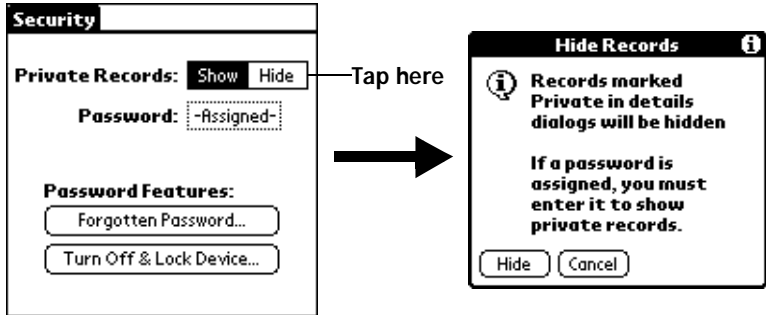 Security
Private Records: Show Hide
Tap here
Password: -Assigned-
Password Features:
Forgotten Password...
Turn Off & Lock Device...
Hide Records
Records marked
Private in details
dialogs will be hidden
If a password is
assigned, you must
enter it to show
private records.
Hide Cancel